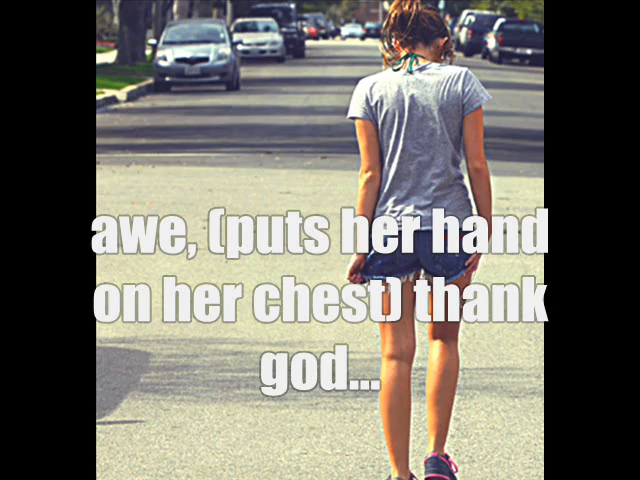 awe, (puts her hand
on her chest) thank
god...